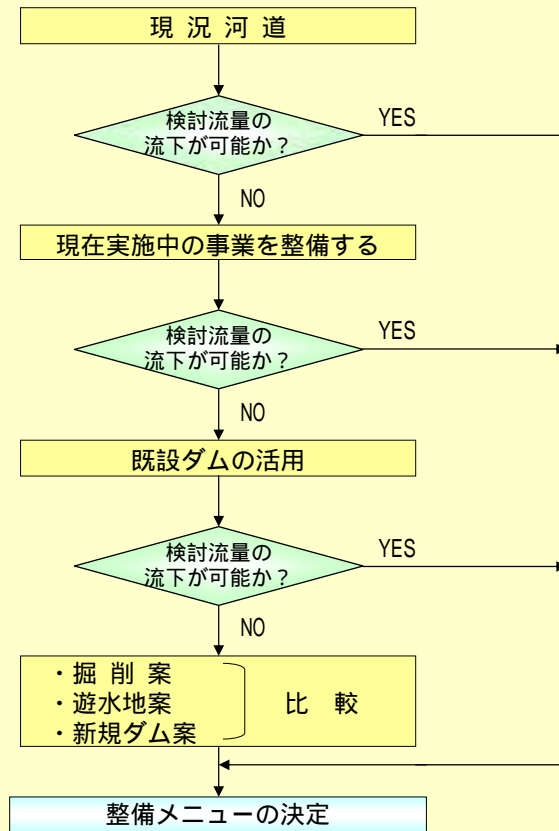 現 況 河 道
検討流量の
流下が可能か？
YES
NO
現在実施中の事業を整備する
検討流量の
流下が可能か？
YES
NO
既設ダムの活用
検討流量の
流下が可能か？
YES
NO
・掘 削 案
・遊水地案
・新規ダム案
比　較
整備メニューの決定